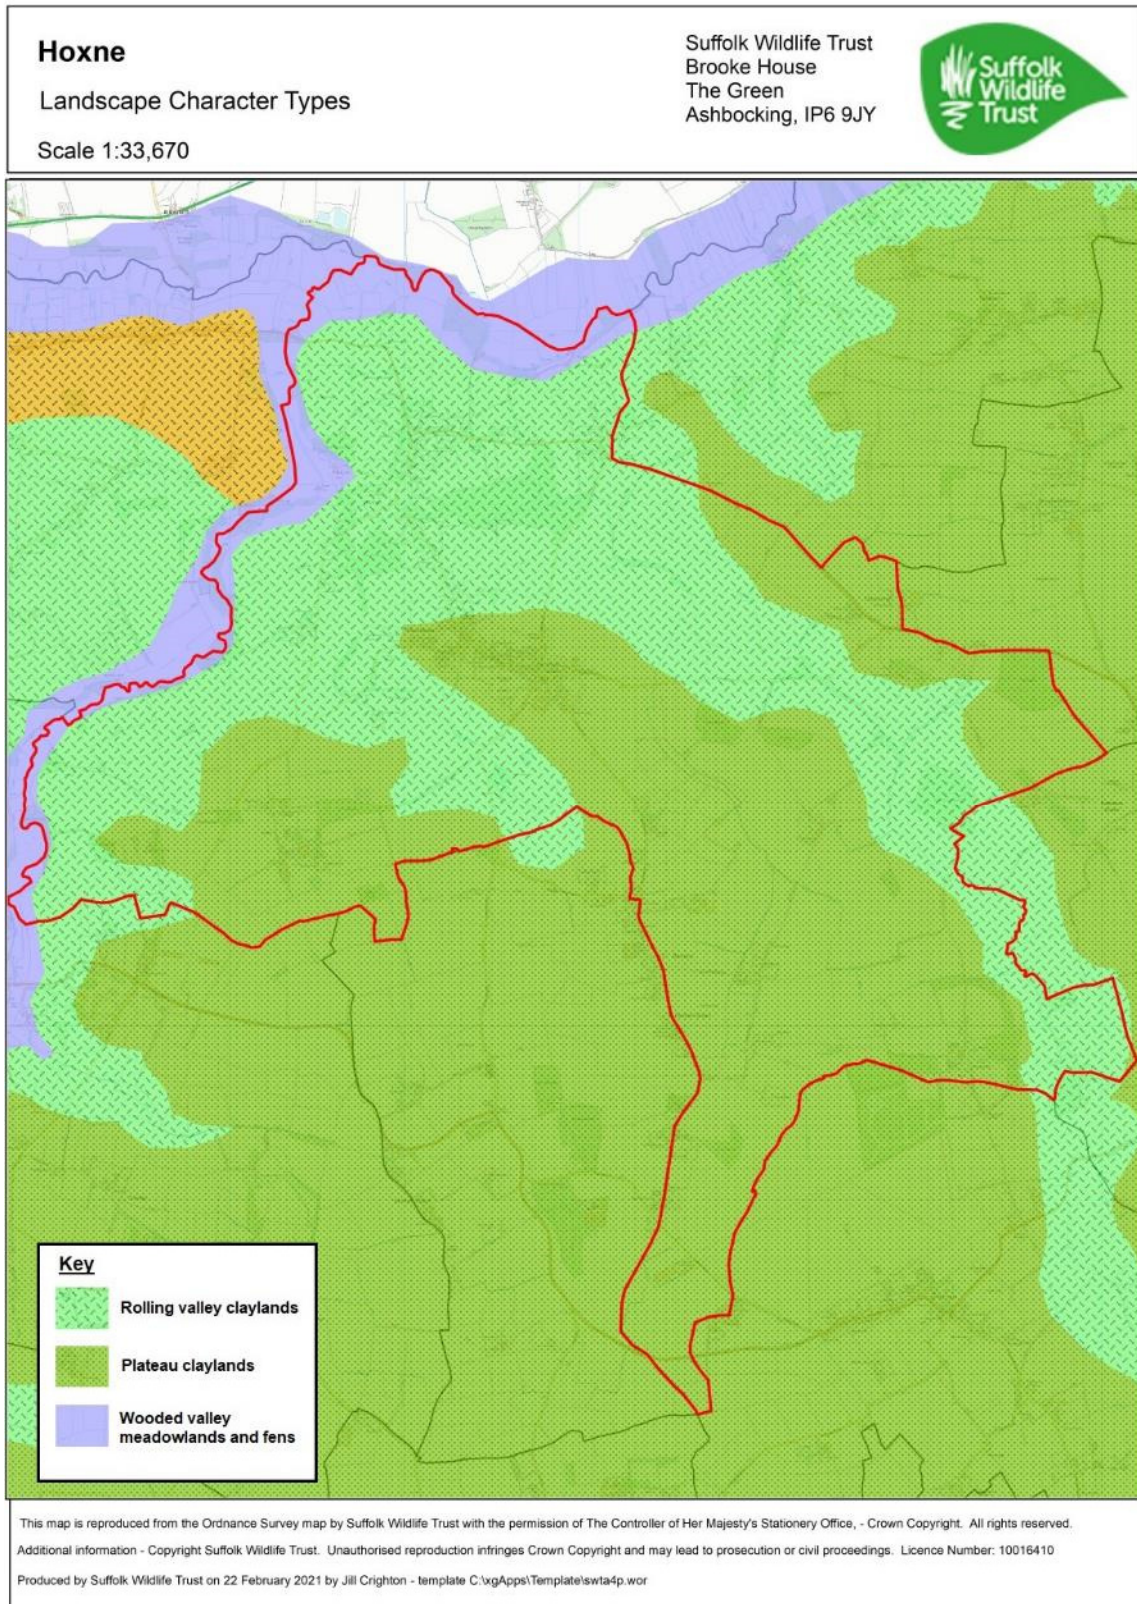 Hoxne
Landscape Character Types
Scale 1:33,670
Suffolk Wildlife Trust
Brooke House
The Green
Ashbocking, IP6 9JY
Suffolk
Wildlife
Trust
Key
Rolling valley claylands
Plateau claylands
Wooded valley
meadowlands and fens
This map is reproduced from the Ordnance Survey map by Suffolk Wildlife Trust with the permission of The Controller of Her Majesty's Stationery Office, - Crown Copyright. All rights reserved.
Additional information - Copyright Suffolk Wildlife Trust. Unauthorised reproduction infringes Crown Copyright and may lead to prosecution or civil proceedings. Licence Number: 10016410
Produced by Suffolk Wildlife Trust on 22 February 2021 by Jill Crighton - template C:\xgApps\Template\swta4p.wor